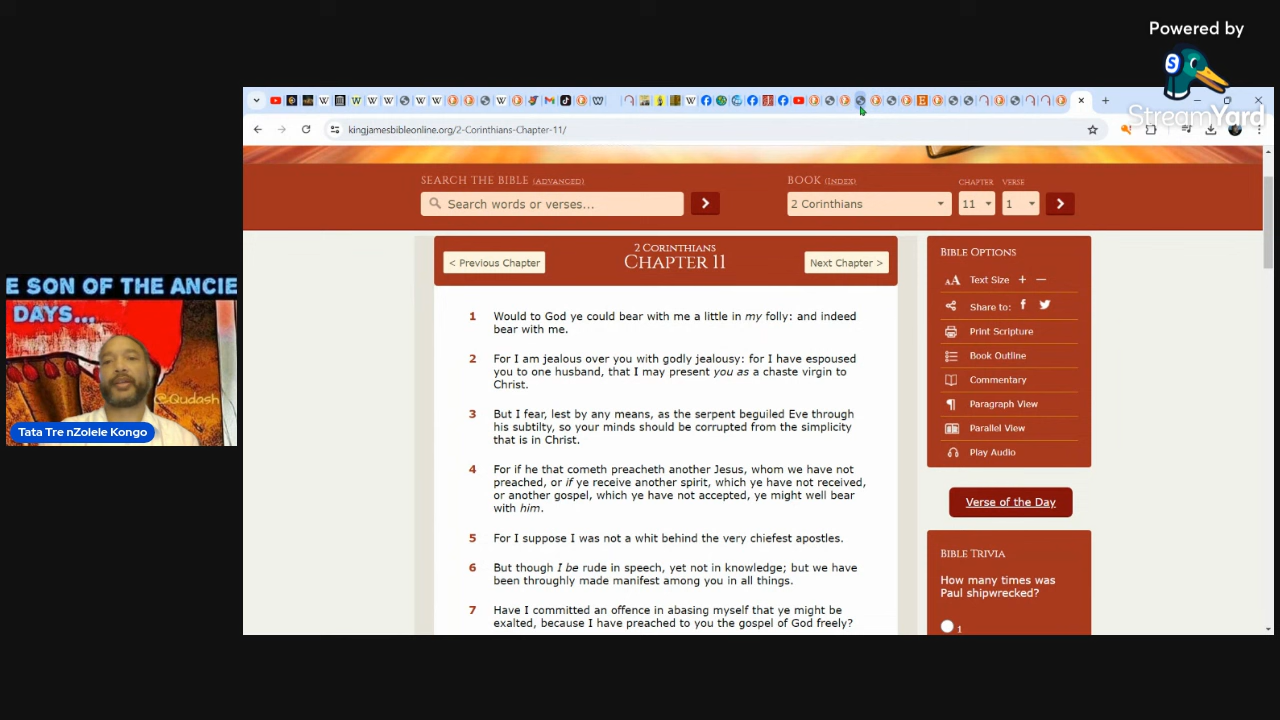 Powered by
StreamYard
kingjamesbibleonline.org/2-Corinthians-Chapter-11/
SEARCH THE BIBLE (ADVANCED)
Search words or verses...
BOOK (INDEX)
CHAPTER
VERSE
2 Corinthians
11
1
< Previous Chapter
2 CORINTHIANS
CHAPTER 11
Next Chapter >
1 Would to God ye could bear with me a little in my folly: and indeed
bear with me.
2 For I am jealous over you with godly jealousy: for I have espoused
you to one husband, that I may present you as a chaste virgin to
Christ.
3 But I fear, lest by any means, as the serpent beguiled Eve through
his subtilty, so your minds should be corrupted from the simplicity
that is in Christ.
4 For if he that cometh preacheth another Jesus, whom we have not
preached, or if ye receive another spirit, which ye have not received,
or another gospel, which ye have not accepted, ye might well bear
with him.
5 For I suppose I was not a whit behind the very chiefest apostles.
6 But though I be rude in speech, yet not in knowledge; but we have
been throughly made manifest among you in all things.
7 Have I committed an offence in abasing myself that ye might be
exalted, because I have preached to you the gospel of God freely?
BIBLE OPTIONS
AA Text Size + —
Share to:
Print Scripture
Book Outline
Commentary
Paragraph View
Parallel View
Play Audio
Verse of the Day
BIBLE TRIVIA
How many times was
Paul shipwrecked?
1
E SON OF THE ANCIE
DAYS...
@Qudash
Tata Tre nZolele Kongo